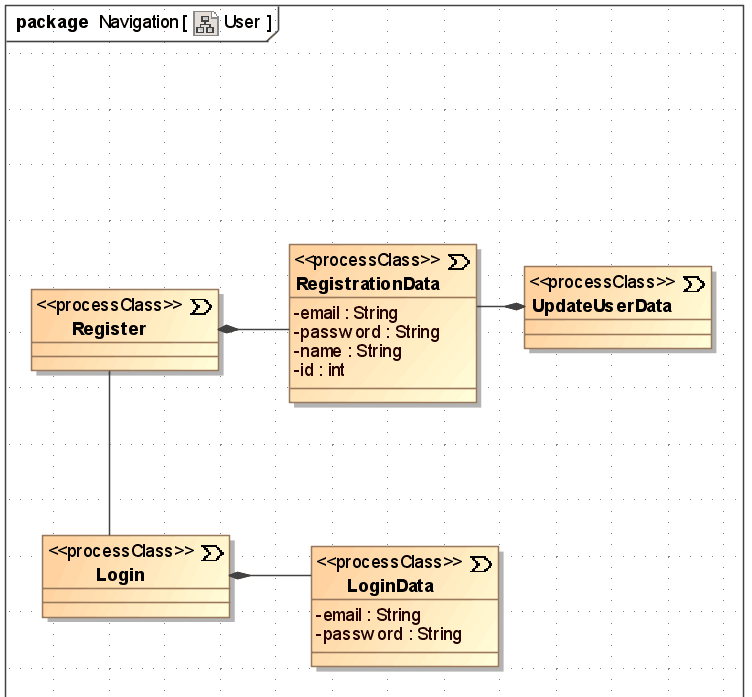 package Navigation [ User ]
<<processClass>>
RegistrationData
-email : String
-password : String
-name : String
-id : int
<<processClass>>
UpdateUserData
<<processClass>>
Register
<<processClass>>
Login
<<processClass>>
LoginData
-email : String
-password : String